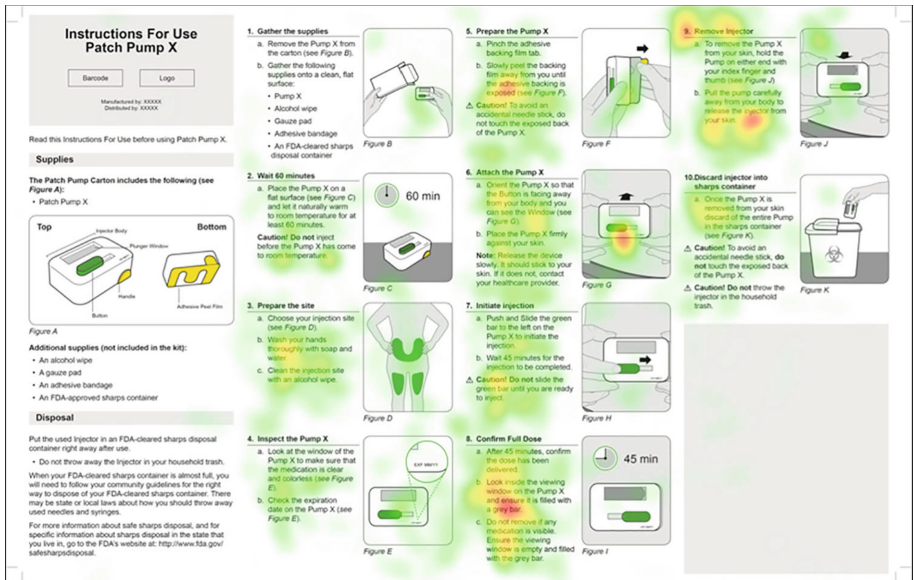 Instructions For Use
Patch Pump X
Barcode
Logo
Manufactured by: XXXXX
Distributed by: XXXXX
Read this Instructions For Use before using Patch Pump X.
Supplies
The Patch Pump Carton includes the following (see
Figure A):
• Patch Pump X
Top
Bottom
Injector Body
Plunger Window
Handle
Button
Adhesive Peel Film
Figure A
Additional supplies (not included in the kit):
• An alcohol wipe
• A gauze pad
• An adhesive bandage
• An FDA-approved sharps container
Disposal
Put the used Injector in an FDA-cleared sharps disposal
container right away after use.
• Do not throw away the Injector in your household trash.
When your FDA-cleared sharps container is almost full, you
will need to follow your community guidelines for the right
way to dispose of your FDA-cleared sharps container. There
may be state or local laws about how you should throw away
used needles and syringes.
For more information about safe sharps disposal, and for
specific information about sharps disposal in the state that
you live in, go to the FDA's website at: http://www.fda.gov/
safesharpsdisposal.
1. Gather the supplies
a. Remove the Pump X from
the carton (see Figure B).
b. Gather the following
supplies onto a clean, flat
surface:
• Pump X
• Alcohol wipe
• Gauze pad
• Adhesive bandage
• An FDA-cleared sharps
disposal container
Figure B
2. Wait 60 minutes
a. Place the Pump X on a
flat surface (see Figure C)
and let it naturally warm
to room temperature for at
least 60 minutes.
Caution! Do not inject
before the Pump X has come
to room temperature
60 min
Figure C
3. Prepare the site
a. Choose your injection site
(see Figure D).
b. Wash your hands
thoroughly with soap and
water
c. Clean the injection site
with an alcohol wipe.
Figure D
4. Inspect the Pump X
a. Look at the window of the
Pump X to make sure that
the medication is clear
and colorless (see Figure
E).
b. Check the expiration
date on the Pump X (see
Figure E).
EXP MM/YY
Figure E
5. Prepare the Pump X
a. Pinch the adhesive
backing film tab.
b. Slowly peel the backing
film away from you until
the adhesive backing is
exposed (see Figure F).
⚠ Caution! To avoid an
accidental needle stick, do
not touch the exposed back
of the Pump X.
Figure F
6. Attach the Pump X
a. Orient the Pump X so that
the Button is facing away
from your body and you
can see the Window (see
Figure G).
b. Place the Pump X firmly
against your skin.
Note: Release the device
slowly. It should stick to your
skin. If it does not, contact
your healthcare provider.
Figure G
7. Initiate injection
a. Push and Slide the green
bar to the left on the
Pump X to initiate the
injection.
b. Wait 45 minutes for the
injection to be completed.
⚠ Caution! Do not slide the
green bar until you are ready
to inject.
Figure H
8. Confirm Full Dose
a. After 45 minutes, confirm
the dose has been
delivered.
b. Look inside the viewing
window on the Pump X
and ensure it is filled with
a grey bar.
c. Do not remove if any
medication is visible.
Ensure the viewing
window is empty and filled
with the grey bar.
45 min
Figure I
9. Remove Injector
a. To remove the Pump X
from your skin, hold the
Pump on either end with
your index finger and
thumb (see Figure J)
b. Pull the pump carefully
away from your body to
release the injector from
your skin.
Figure J
10.Discard injector into
sharps container
a. Once the Pump X is
removed from your skin
discard of the entire Pump
in the sharps container
(see Figure K).
⚠ Caution! To avoid an
accidental needle stick, do
not touch the exposed back
of the Pump X.
⚠ Caution! Do not throw the
injector in the household
trash.
Figure K